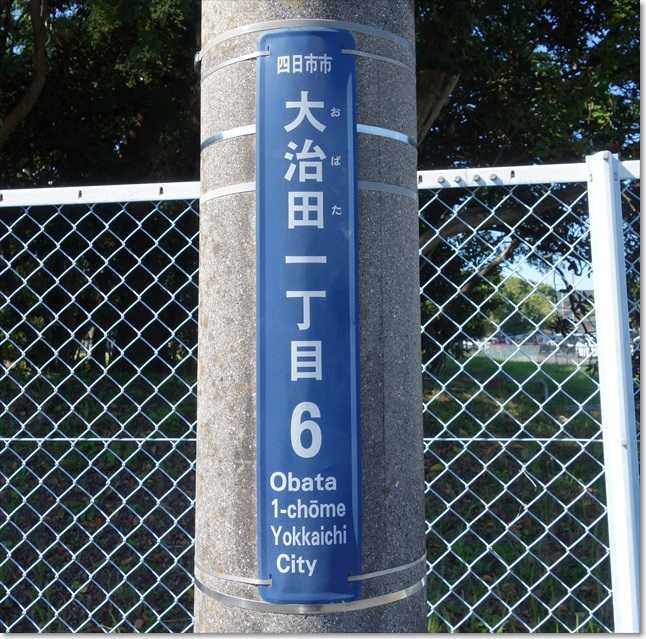 四日市市
大治田一丁目
おばた
6
Obata
1-chōme
Yokkaichi
City